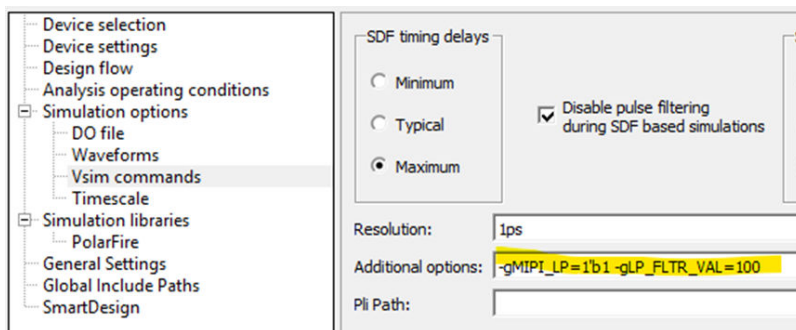 Device selection
Device settings
Design flow
Analysis operating conditions
Simulation options
DO file
Waveforms
Vsim commands
Timescale
Simulation libraries
PolarFire
General Settings
Global Include Paths
SmartDesign
SDF timing delays
Minimum
Typical
Maximum
Disable pulse filtering
during SDF based simulations
Resolution: 1ps
Additional options: -gMIPI_LP=1'b1 -gLP_FLTR_VAL=100
Pli Path: